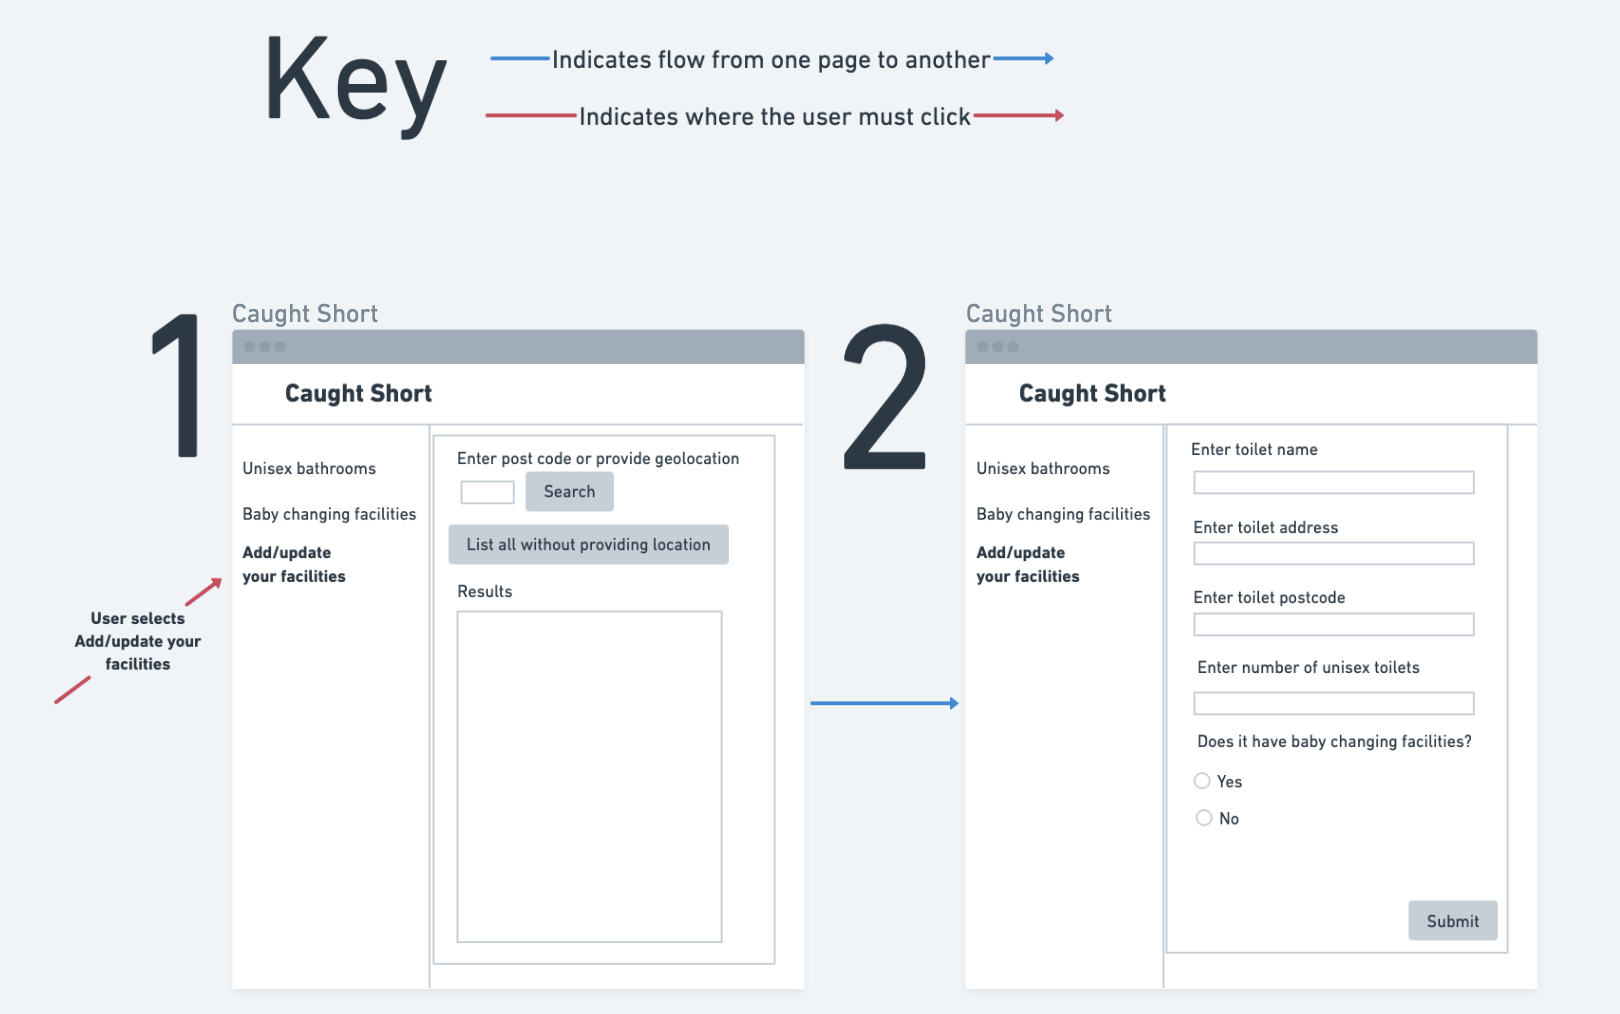 Key
Indicates flow from one page to another
Indicates where the user must click
1
Caught Short
Caught Short
Unisex bathrooms
Baby changing facilities
Add/update
your facilities
User selects
Add/update your
facilities
Enter post code or provide geolocation
Search
List all without providing location
Results
2
Caught Short
Caught Short
Unisex bathrooms
Baby changing facilities
Add/update
your facilities
Enter toilet name
Enter toilet address
Enter toilet postcode
Enter number of unisex toilets
Does it have baby changing facilities?
Yes
No
Submit